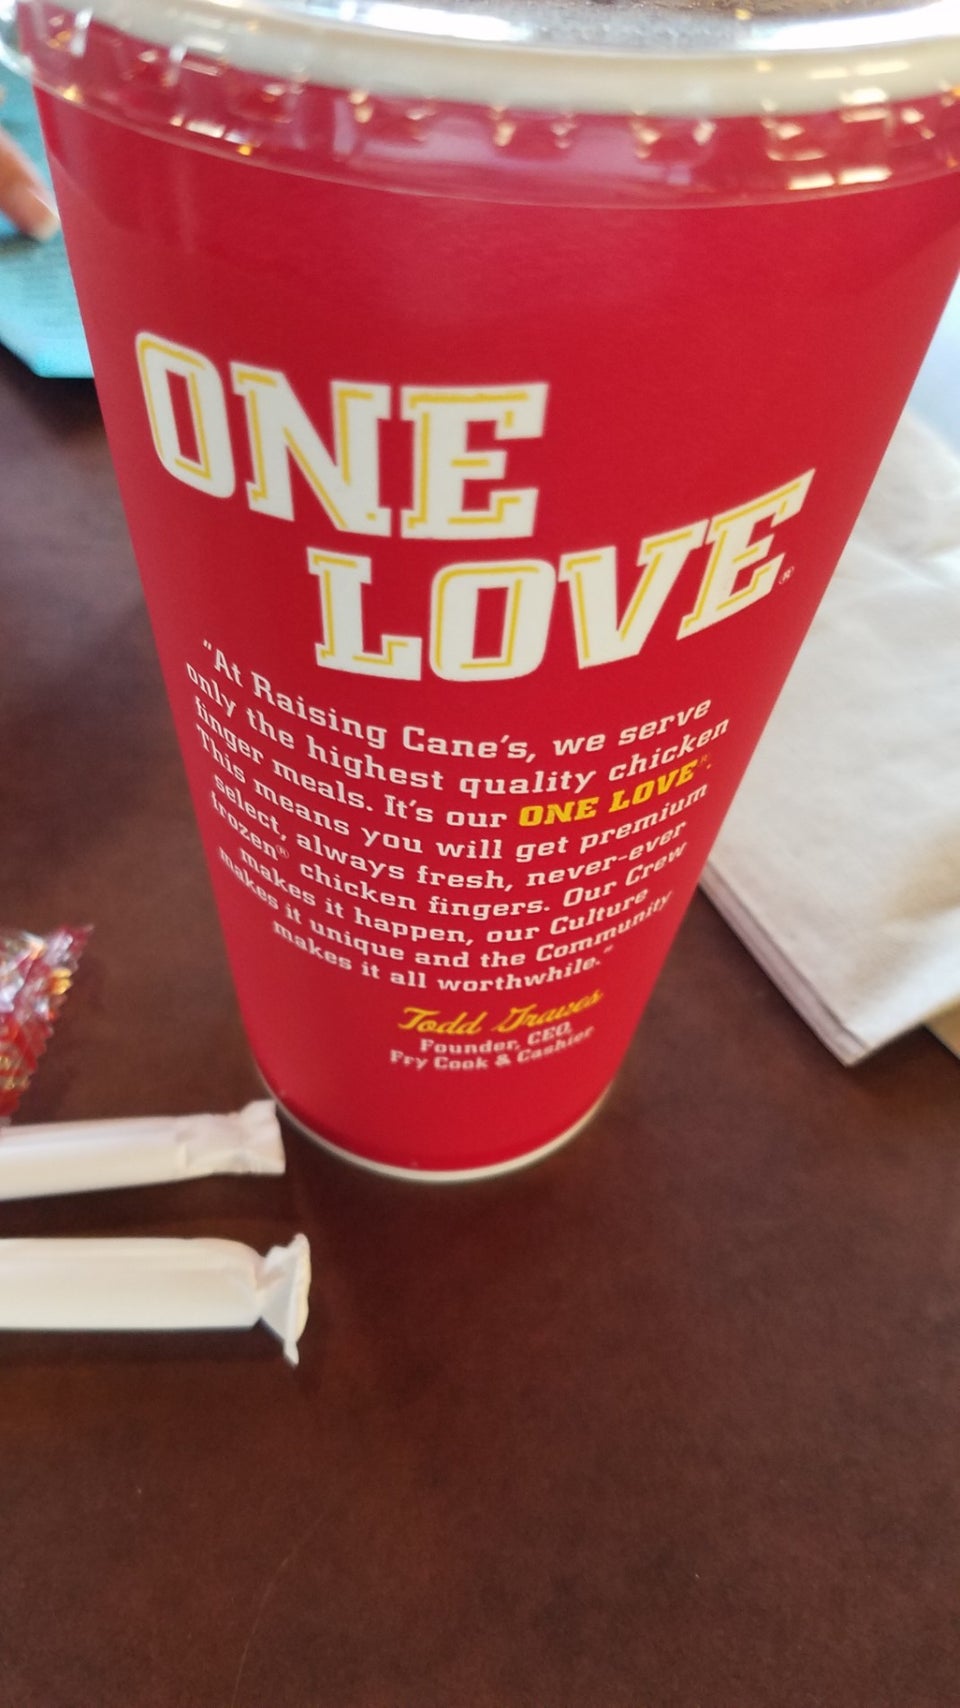 ONE
LOVE®
"At Raising Cane's, we serve
only the highest quality chicken
finger meals. It's our ONE LOVE®.
This means you will get premium
select, always fresh, never-ever
frozen® chicken fingers. Our Crew
makes it happen, our Culture
makes it unique and the Community
makes it all worthwhile."
Todd Graves
Founder, CEO,
Fry Cook & Cashier